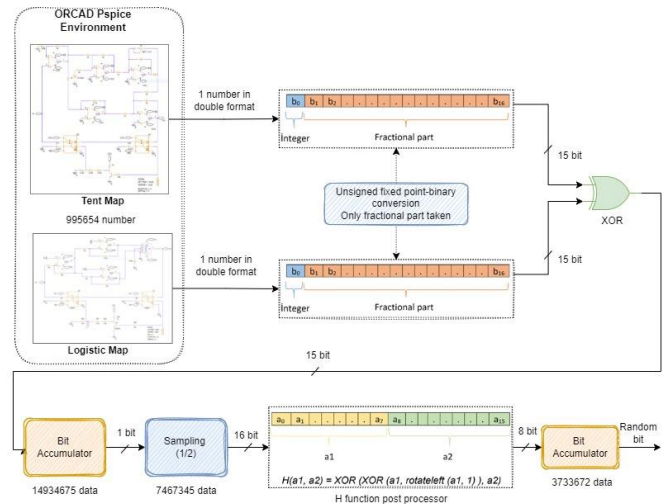 ORCAD Pspice
Environment
Tent Map
995654 number
Logistic Map
1 number in
double format
b0 b1 b2 . . . . . . . . . . . . . b16
İnteger
Fractional part
Unsigned fixed point-binary
conversion
Only fractional part taken
1 number in
double format
b0 b1 b2 . . . . . . . . . . . . . b16
İnteger
Fractional part
15 bit
15 bit
XOR
15 bit
Bit
Accumulator
14934675 data
1 bit
Sampling
(1/2)
7467345 data
16 bit
a0 a1 . . . . . a7 a8 . . . . . . a15
a1
a2
H(a1, a2) = XOR (XOR (a1, rotateleft (a1, 1) ), a2)
H function post processor
8 bit
Bit
Accumulator
3733672 data
Random
bit